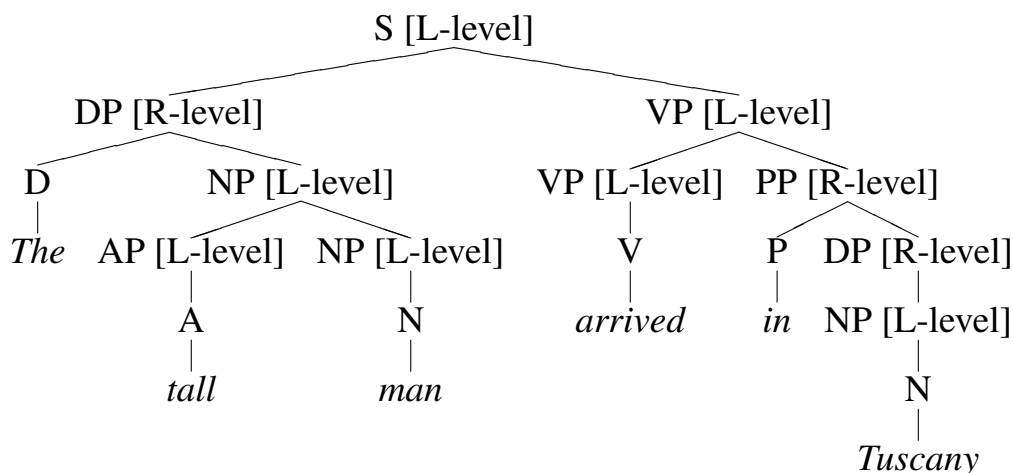 S [L-level]
DP [R-level] VP [L-level]
D NP [L-level] VP [L-level] PP [R-level]
The AP [L-level] NP [L-level] V P DP [R-level]
A N arrived in NP [L-level]
tall man N
Tuscany